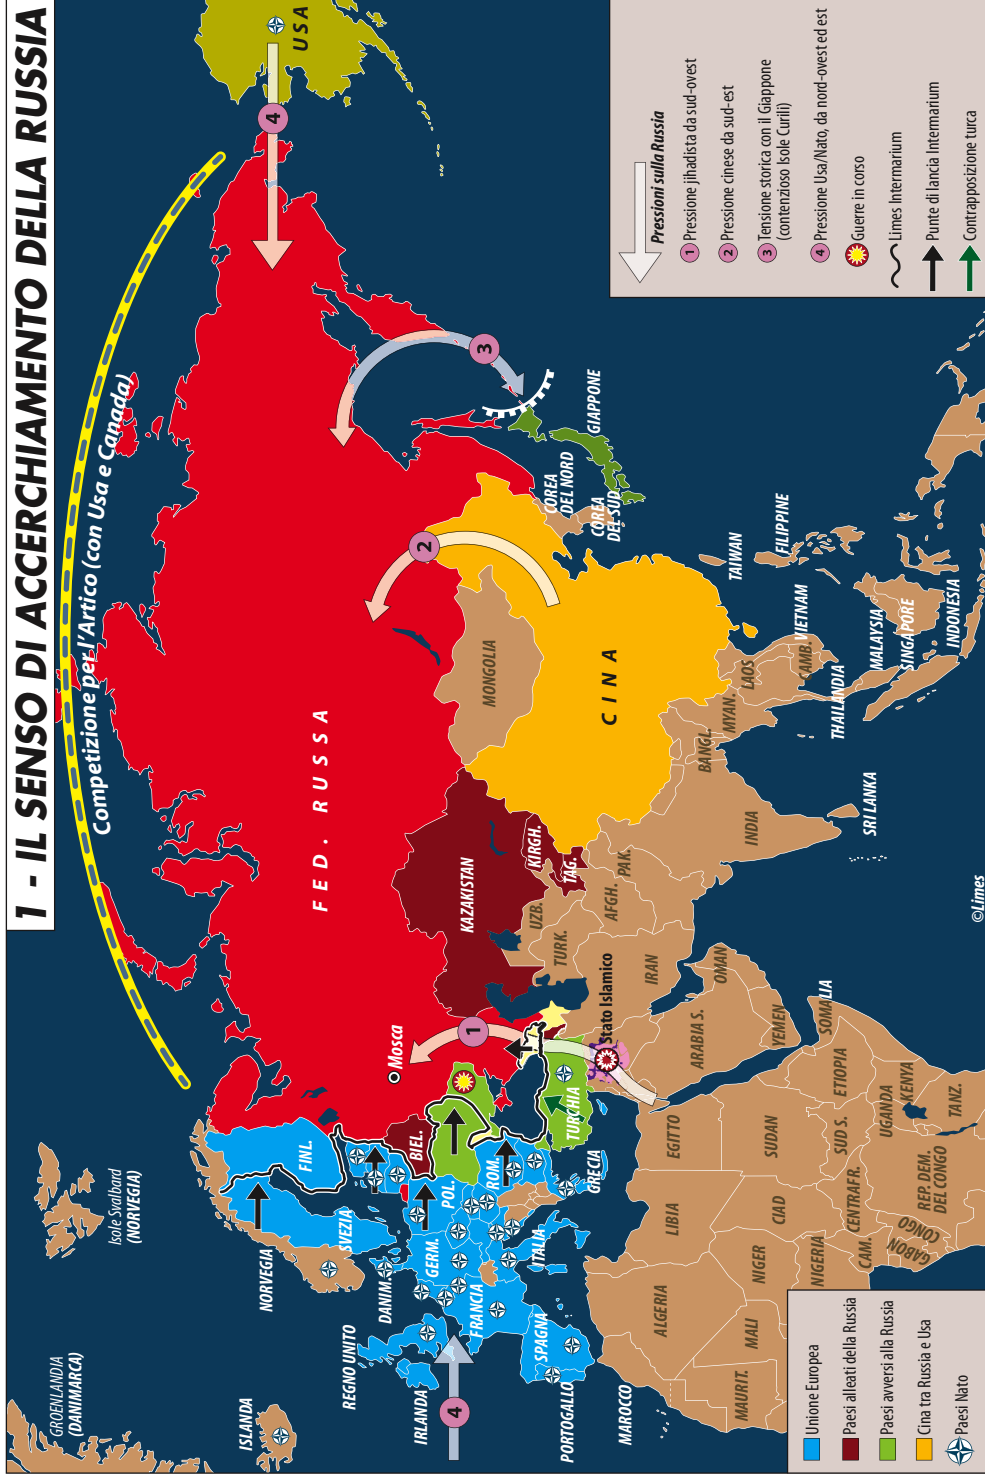 1 - IL SENSO DI ACCERCHIAMENTO DELLA RUSSIA
Competizione per l'Artico (con Usa e Canada)
USA
4
GROENLANDIA
(DANIMARCA)
Isole Svalbard
(NORVEGIA)
ISLANDA
NORVEGIA
SVEZIA
FINL.
DANIM.
REGNO UNITO
IRLANDA
4
GERM.
POL.
BIEL.
FRANCIA
ROM.
ITALIA
GRECIA
SPAGNA
PORTOGALLO
MAROCCO
Mosca
FED. RUSSA
1
2
3
KAZAKISTAN
KIRGH.
TAG.
UZB.
TURK.
AFGH.
PAK.
IRAN
Stato Islamico
TURCHIA
MONGOLIA
CINA
COREA
DEL NORD
COREA
DEL SUD
GIAPPONE
TAIWAN
FILIPPINE
VIETNAM
LAOS
CAMB.
MYAN.
BANGL.
THAILANDIA
MALAYSIA
SINGAPORE
INDONESIA
INDIA
SRI LANKA
OMAN
ARABIA S.
YEMEN
SOMALIA
EGITTO
LIBIA
ALGERIA
SUDAN
CIAD
NIGER
MALI
MAURIT.
ETIOPIA
SUD S.
CENTRAFR.
NIGERIA
CAM.
UGANDA
KENYA
TANZ.
REP. DEM.
DEL CONGO
CONGO
GABON
©Limes
Pressioni sulla Russia
1 Pressione jihadista da sud-ovest
2 Pressione cinese da sud-est
3 Tensione storica con il Giappone
(contenzioso Isole Curili)
4 Pressione Usa/Nato, da nord-ovest ed est
Guerre in corso
Limes Intermarium
Punte di lancia Intermarium
Contrapposizione turca
Unione Europea
Paesi alleati della Russia
Paesi avversi alla Russia
Cina tra Russia e Usa
Paesi Nato